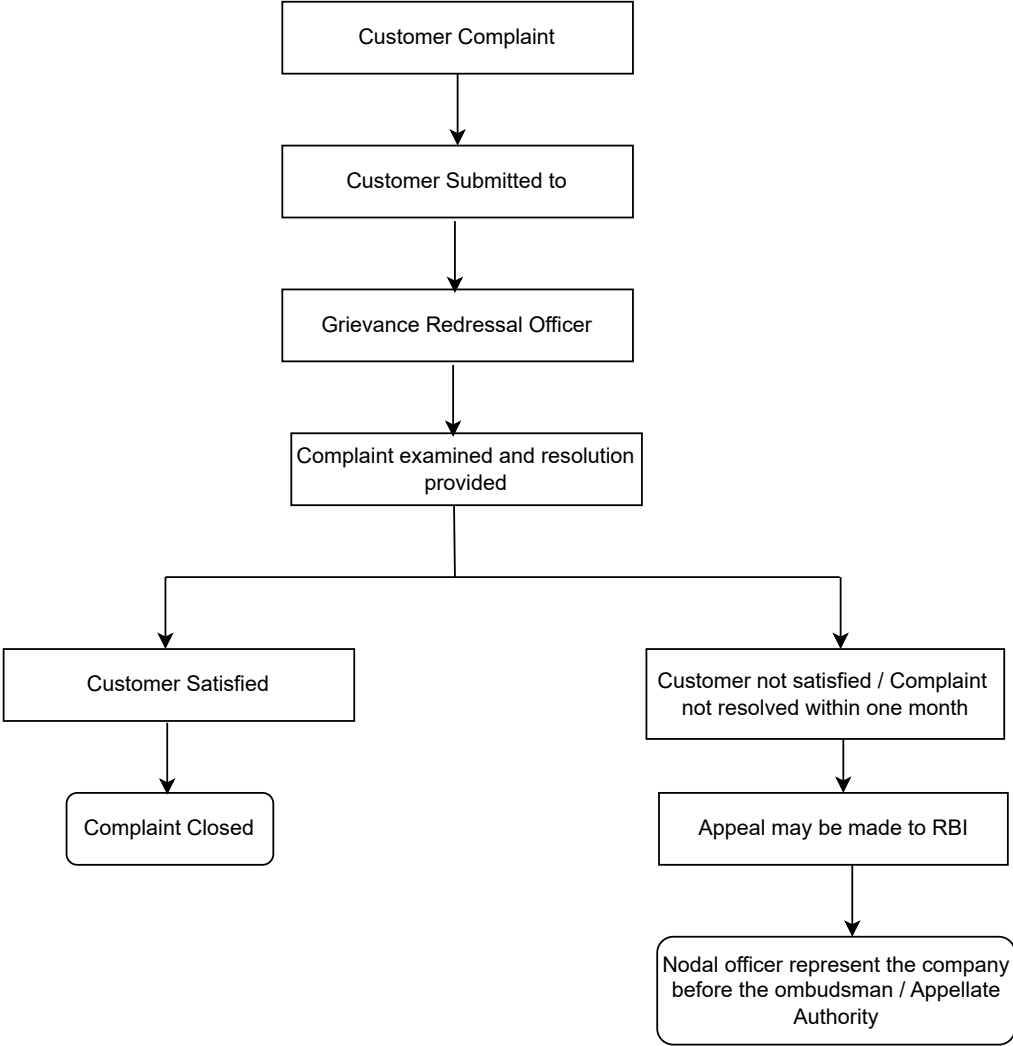 Customer Complaint
Customer Submitted to
Grievance Redressal Officer
Complaint examined and resolution
provided
Customer Satisfied
Customer not satisfied / Complaint
not resolved within one month
Complaint Closed
Appeal may be made to RBI
Nodal officer represent the company
before the ombudsman / Appellate
Authority